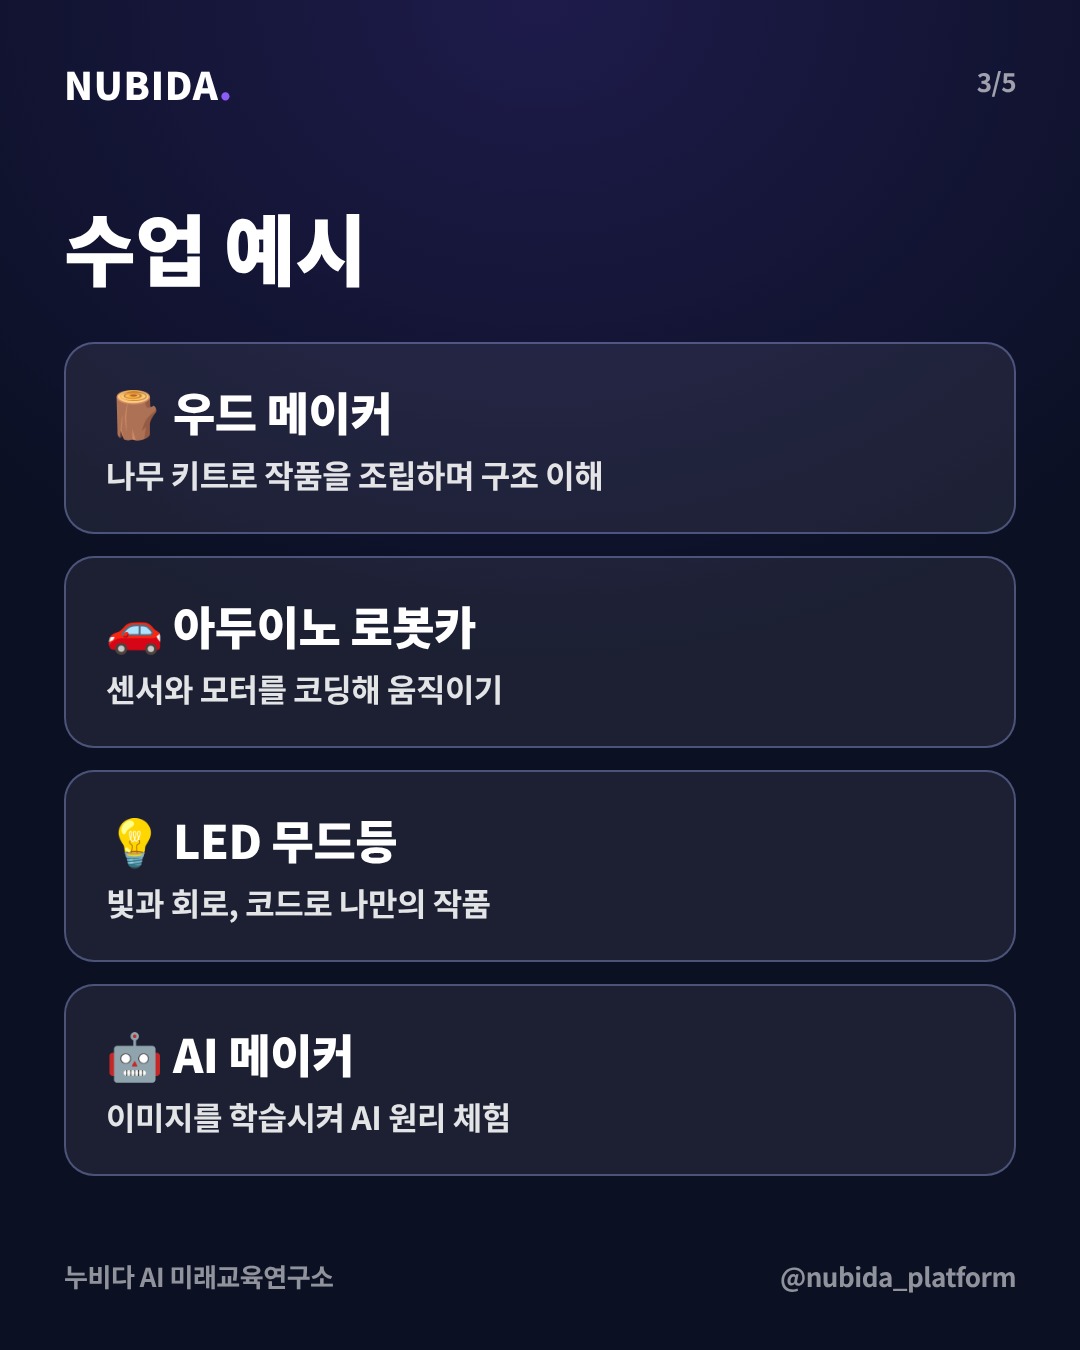 NUBIDA.
3/5
수업 예시
🪵 우드 메이커
나무 키트로 작품을 조립하며 구조 이해
🚗 아두이노 로봇카
센서와 모터를 코딩해 움직이기
💡 LED 무드등
빛과 회로, 코드로 나만의 작품
🤖 AI 메이커
이미지를 학습시켜 AI 원리 체험
누비다 AI 미래교육연구소
@nubida_platform